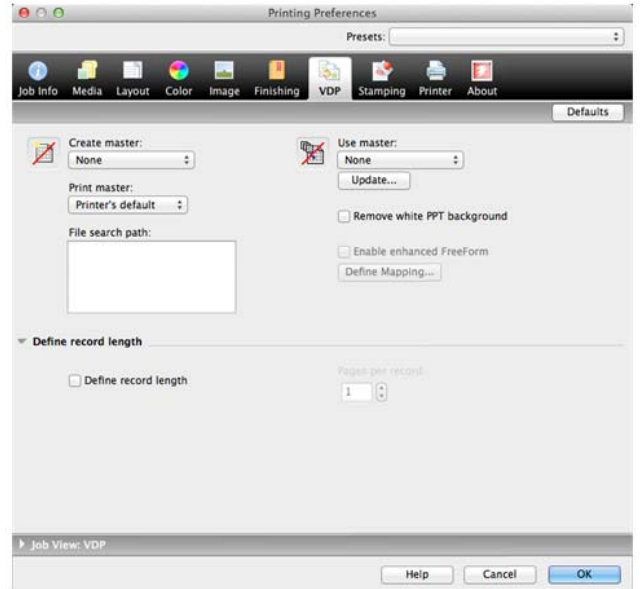 Printing Preferences
Presets:
Job Info Media Layout Color Image Finishing VDP Stamping Printer About
Defaults
Create master:
None
Print master:
Printer's default
File search path:
Use master:
None
Update...
Remove white PPT background
Enable enhanced FreeForm
Define Mapping...
Define record length
Define record length
Pages per record:
1
Job View: VDP
Help Cancel OK